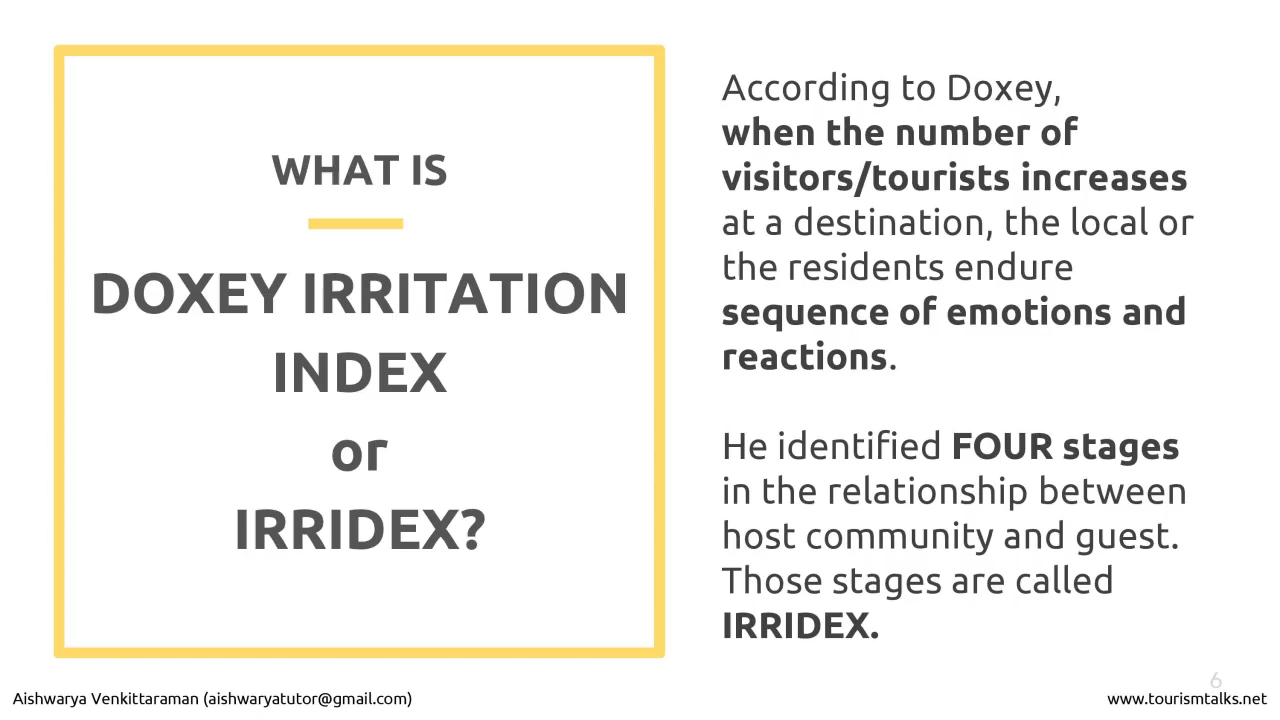 WHAT IS
DOXEY IRRITATION
INDEX
or
IRRIDEX?
According to Doxey,
when the number of
visitors/tourists increases
at a destination, the local or
the residents endure
sequence of emotions and
reactions.
He identified FOUR stages
in the relationship between
host community and guest.
Those stages are called
IRRIDEX.
6
Aishwarya Venkittaraman (aishwaryatutor@gmail.com)
www.tourismtalks.net